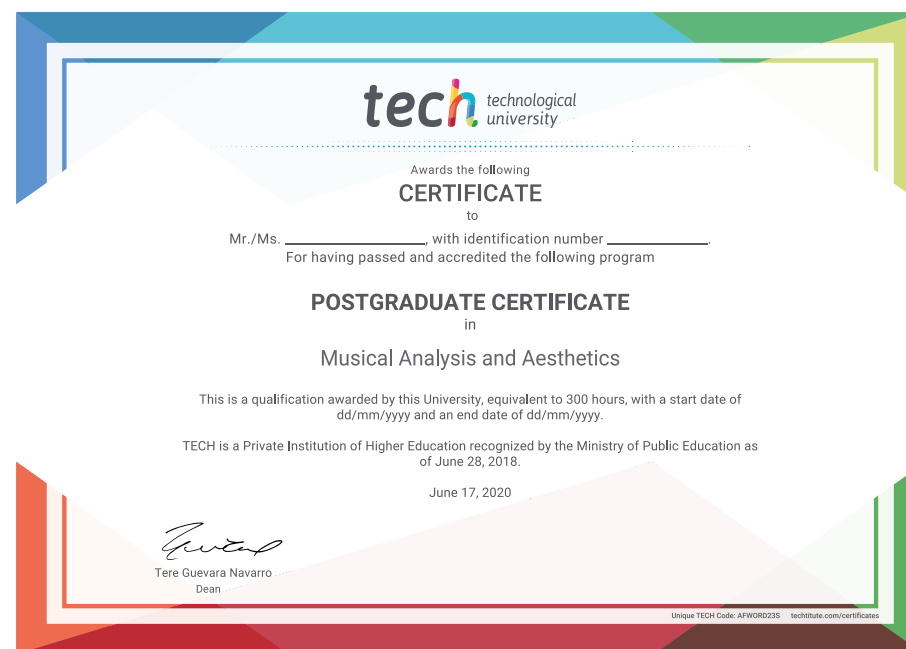 tech technological
university
Awards the following
CERTIFICATE
to
Mr./Ms. ____________________, with identification number ______________.
For having passed and accredited the following program
POSTGRADUATE CERTIFICATE
in
Musical Analysis and Aesthetics
This is a qualification awarded by this University, equivalent to 300 hours, with a start date of
dd/mm/yyyy and an end date of dd/mm/yyyy.
TECH is a Private Institution of Higher Education recognized by the Ministry of Public Education as
of June 28, 2018.
June 17, 2020
Tere Guevara Navarro
Dean
Unique TECH Code: AFWORD23S techtitute.com/certificates